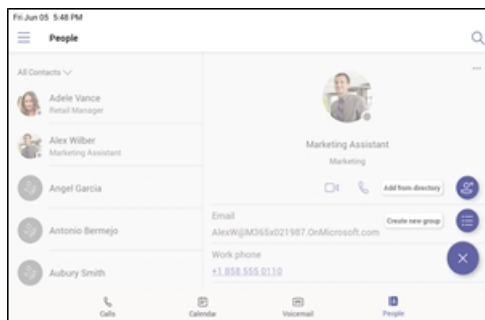 Fri Jun 05 5:48 PM
People
All Contacts
Adele Vance
Retail Manager
Alex Wilber
Marketing Assistant
Angel Garcia
Antonio Bermejo
Aubury Smith
Marketing Assistant
Marketing
Add from directory
Email
Create new group
AlexW@M365x021987.OnMicrosoft.com
Work phone
+1 858 555 0110
Calls
Calendar
Voicemail
People